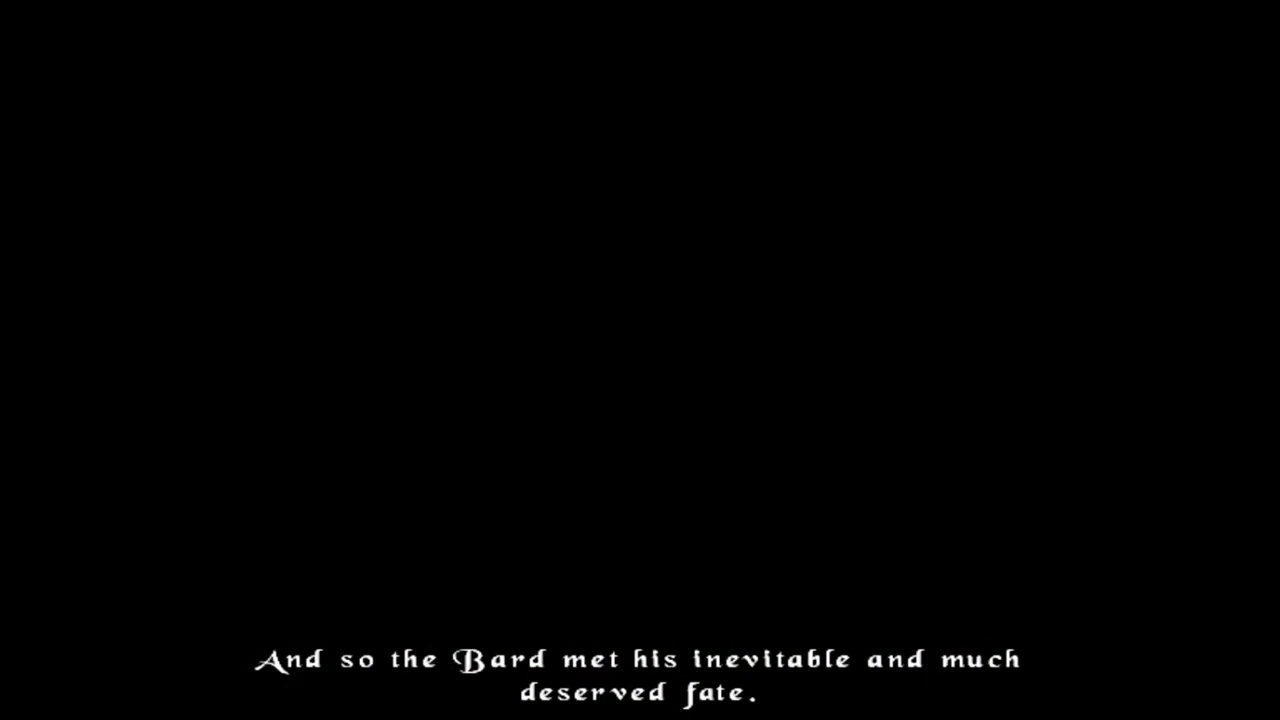 And so the Bard met his inevitable and much
deserved fate.